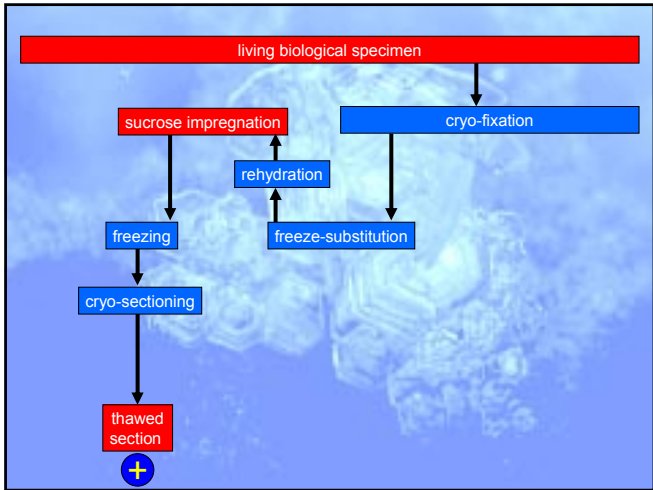 living biological specimen
sucrose impregnation
cryo-fixation
rehydration
freezing
freeze-substitution
cryo-sectioning
thawed
section
+